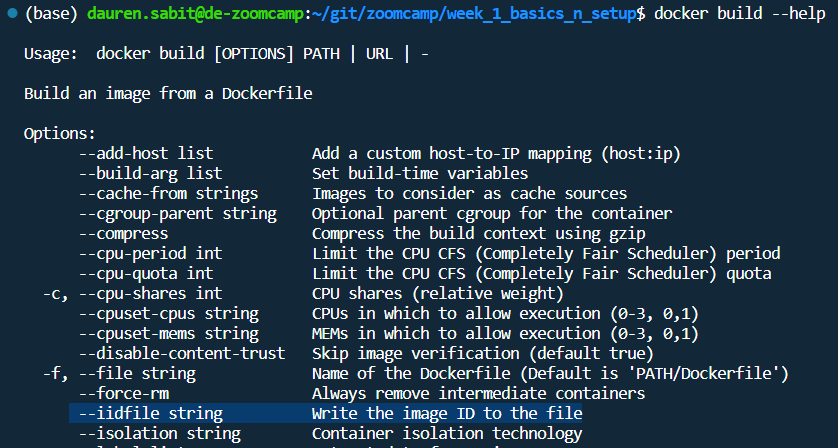 (base) dauren.sabit@de-zoomcamp:~/git/zoomcamp/week_1_basics_n_setup$ docker build --help
Usage:  docker build [OPTIONS] PATH | URL | -
Build an image from a Dockerfile
Options:
--add-host list           Add a custom host-to-IP mapping (host:ip)
--build-arg list          Set build-time variables
--cache-from strings      Images to consider as cache sources
--cgroup-parent string    Optional parent cgroup for the container
--compress                Compress the build context using gzip
--cpu-period int          Limit the CPU CFS (Completely Fair Scheduler) period
--cpu-quota int           Limit the CPU CFS (Completely Fair Scheduler) quota
-c, --cpu-shares int          CPU shares (relative weight)
--cpuset-cpus string      CPUs in which to allow execution (0-3, 0,1)
--cpuset-mems string      MEMs in which to allow execution (0-3, 0,1)
--disable-content-trust   Skip image verification (default true)
-f, --file string             Name of the Dockerfile (Default is 'PATH/Dockerfile')
--force-rm                Always remove intermediate containers
--iidfile string          Write the image ID to the file
--isolation string        Container isolation technology